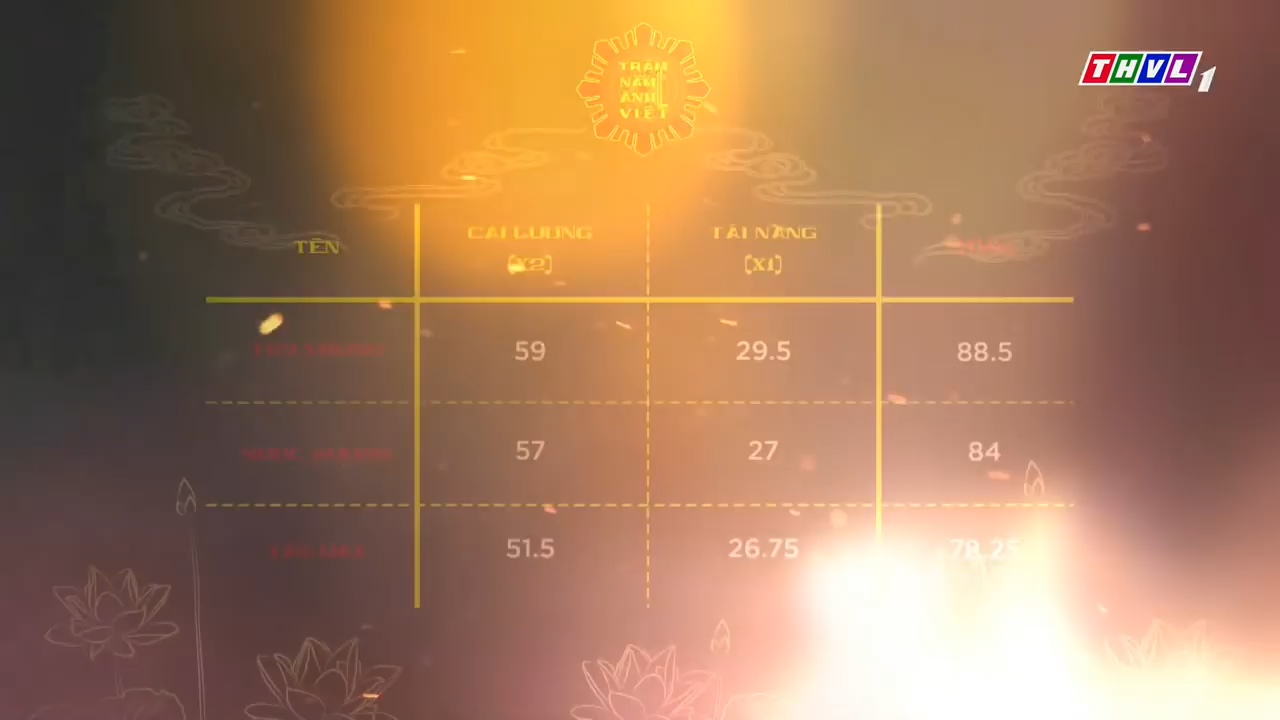 TRĂM
NĂM
ÁNH
VIỆT
THVL1
TÊN
CẢI LƯƠNG
(X2)
TÀI NĂNG
(X1)
59
29.5
88.5
57
27
84
51.5
26.75
78.25